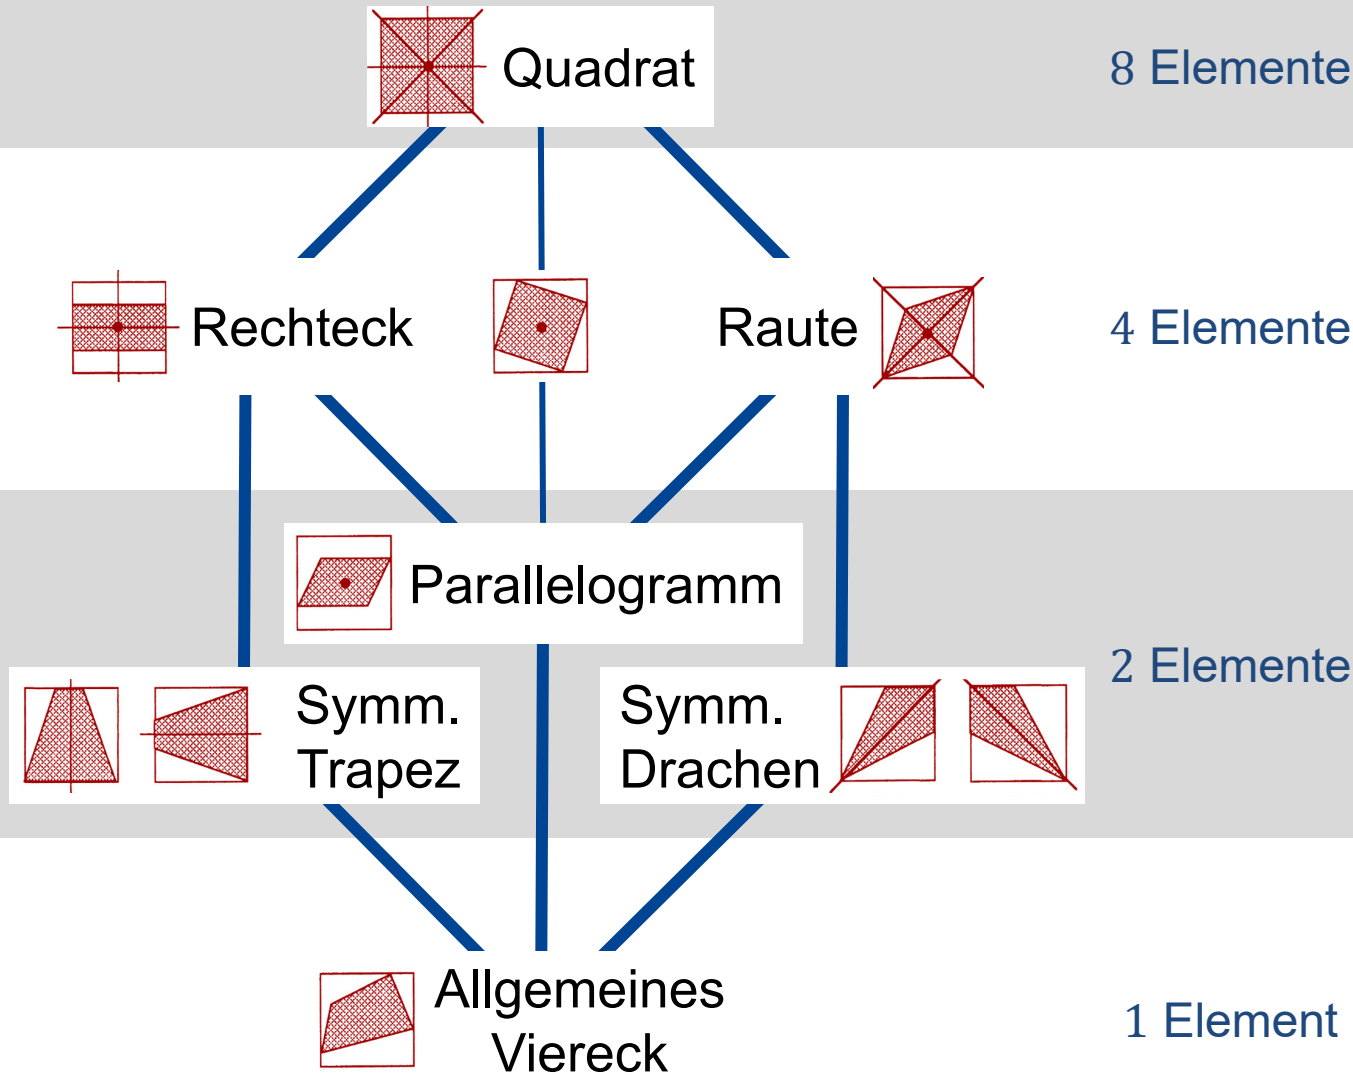 Quadrat
8 Elemente
Rechteck
Raute
4 Elemente
Parallelogramm
2 Elemente
Symm.
Trapez
Symm.
Drachen
Allgemeines
Viereck
1 Element